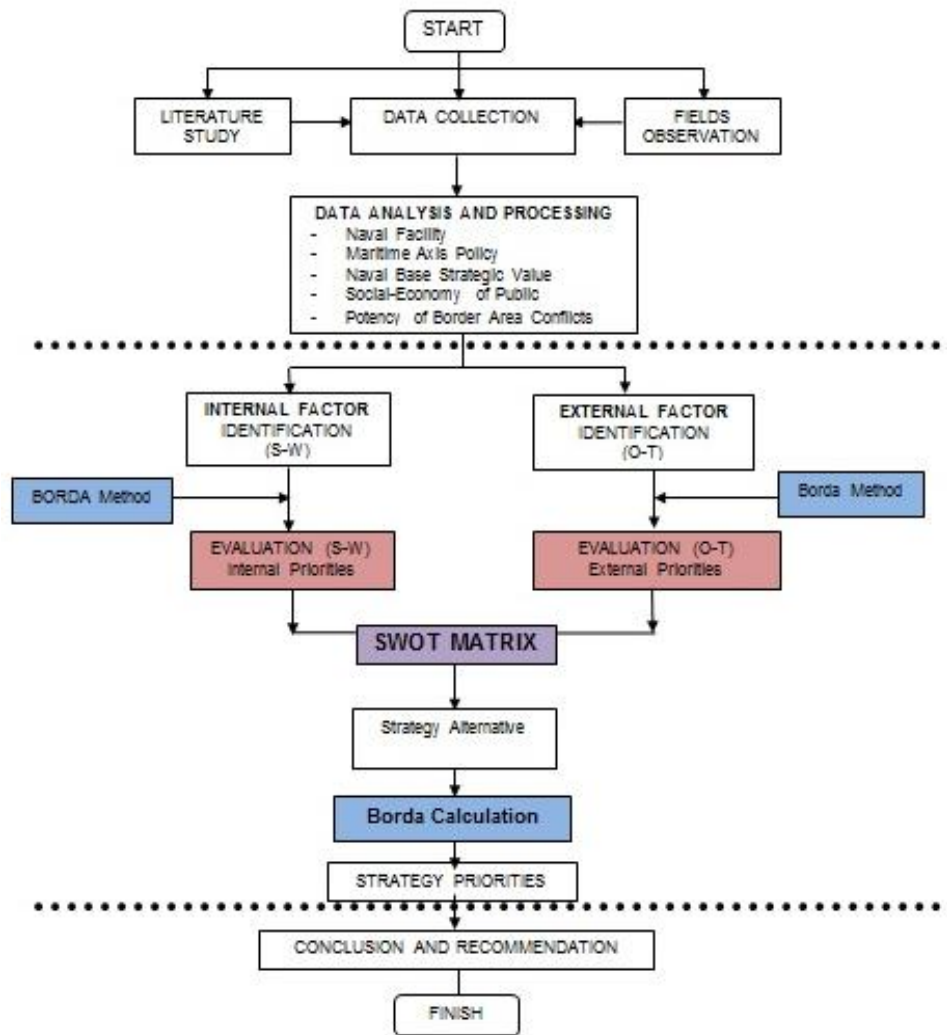 START
LITERATURE
STUDY
DATA COLLECTION
FIELDS
OBSERVATION
DATA ANALYSIS AND PROCESSING
- Naval Facility
- Maritime Axis Policy
- Naval Base Strategic Value
- Social-Economy of Public
- Potency of Border Area Conflicts
INTERNAL FACTOR
IDENTIFICATION
(S-W)
EXTERNAL FACTOR
IDENTIFICATION
(O-T)
BORDA Method
Borda Method
EVALUATION (S-W)
Internal Priorities
EVALUATION (O-T)
External Priorities
SWOT MATRIX
Strategy Alternative
Borda Calculation
STRATEGY PRIORITIES
CONCLUSION AND RECOMMENDATION
FINISH